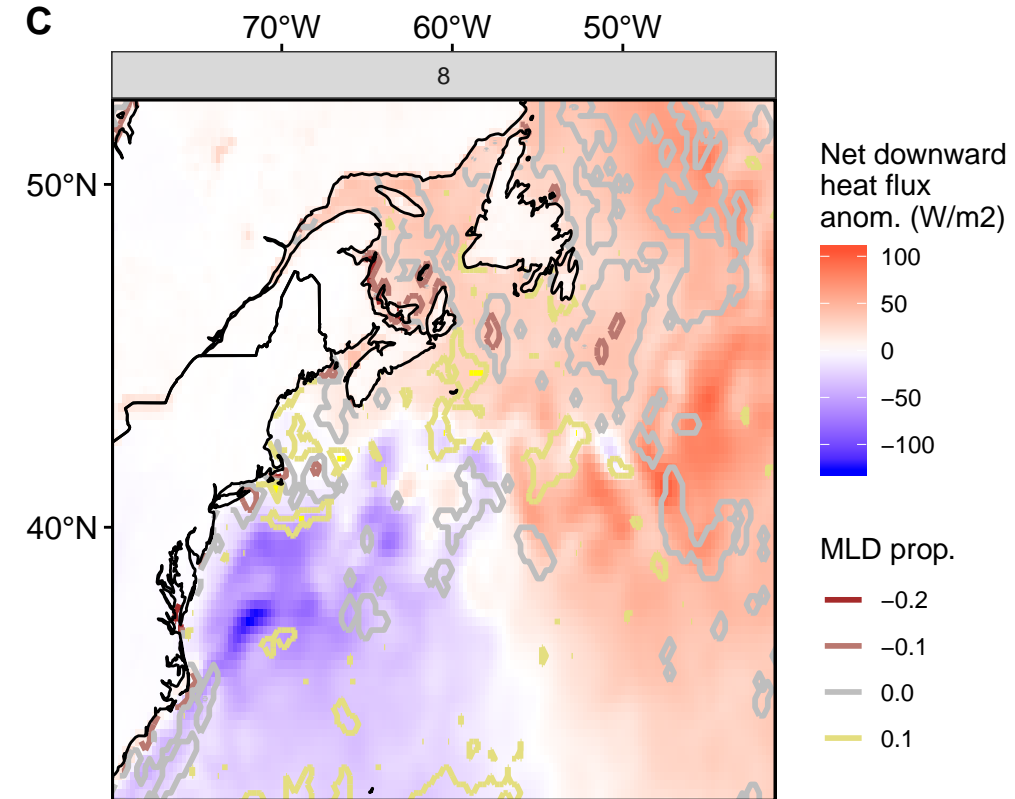 C
70°W 60°W 50°W
8
50°N
40°N
Net downward
heat flux
anom. (W/m2)
100
50
0
−50
−100
MLD prop.
−0.2
−0.1
0.0
0.1